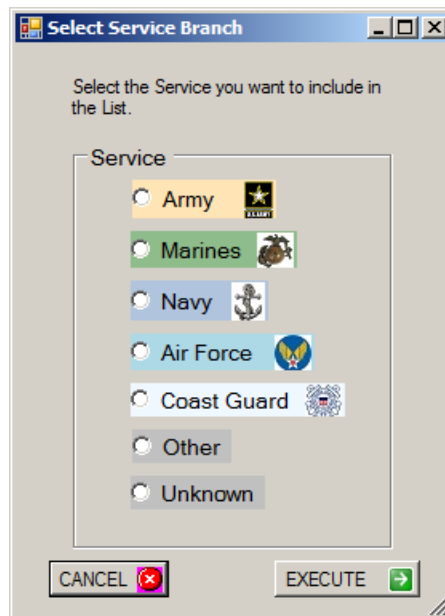 Select Service Branch
Select the Service you want to include in
the List.
Service
Army
U.S.ARMY
Marines
Navy
Air Force
Coast Guard
Other
Unknown
CANCEL
EXECUTE